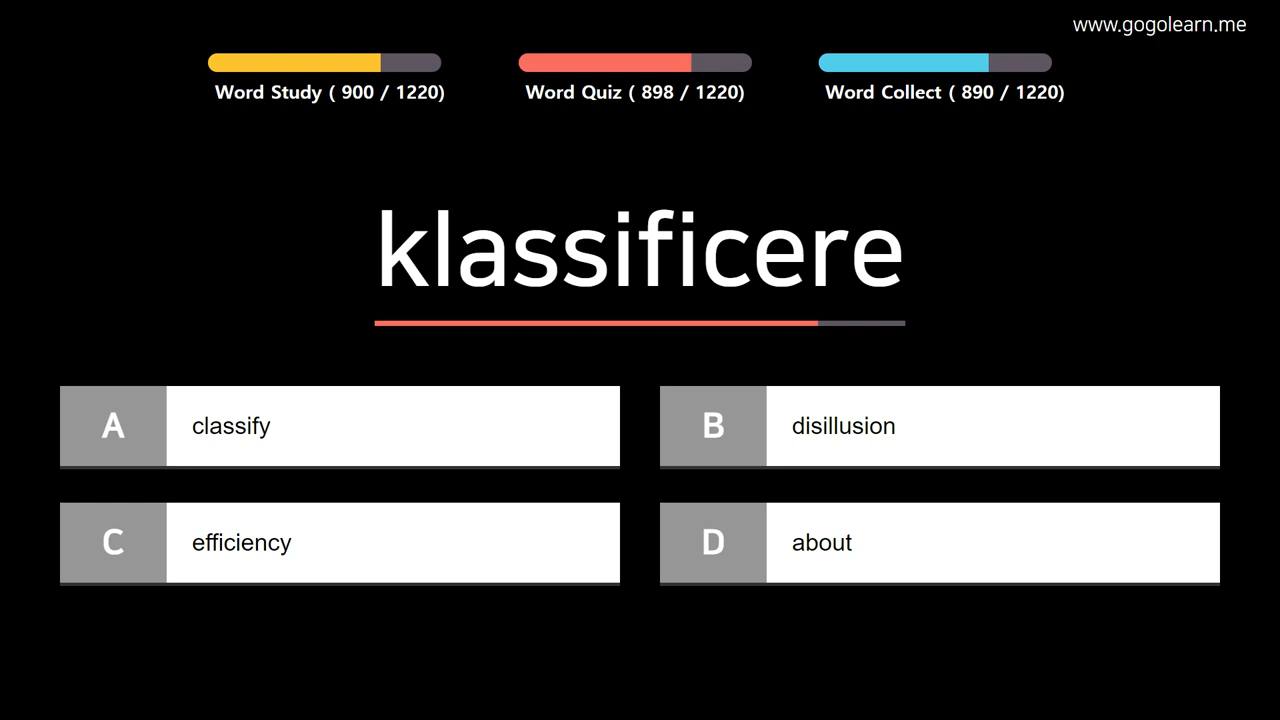 www.gogolearn.me
Word Study ( 900 / 1220)
Word Quiz ( 898 / 1220)
Word Collect ( 890 / 1220)
klassificere
A classify
B disillusion
C efficiency
D about